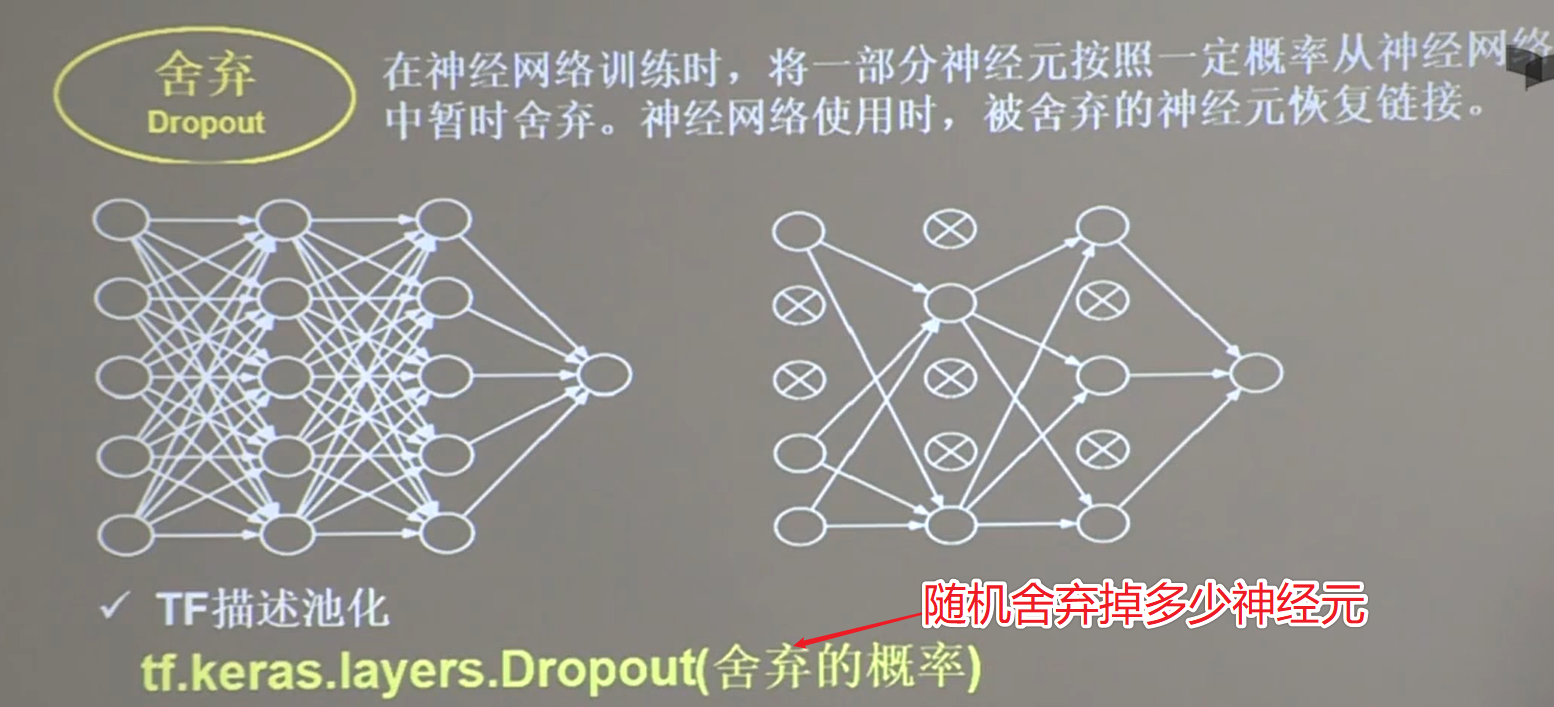 舍弃
Dropout
在神经网络训练时，将一部分神经元按照一定概率从神经网络
中暂时舍弃。神经网络使用时，被舍弃的神经元恢复链接。
✓ TF描述池化
随机舍弃掉多少神经元
tf.keras.layers.Dropout(舍弃的概率)